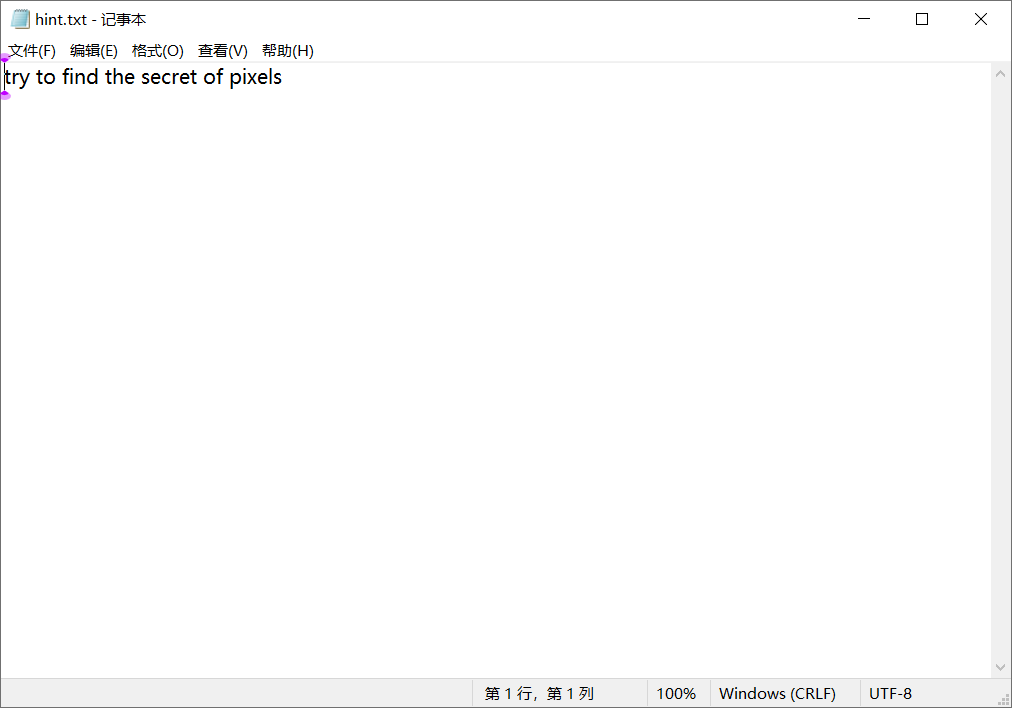 hint.txt - 记事本
文件(F) 编辑(E) 格式(O) 查看(V) 帮助(H)
try to find the secret of pixels
第 1 行，第 1 列 100% Windows (CRLF) UTF-8